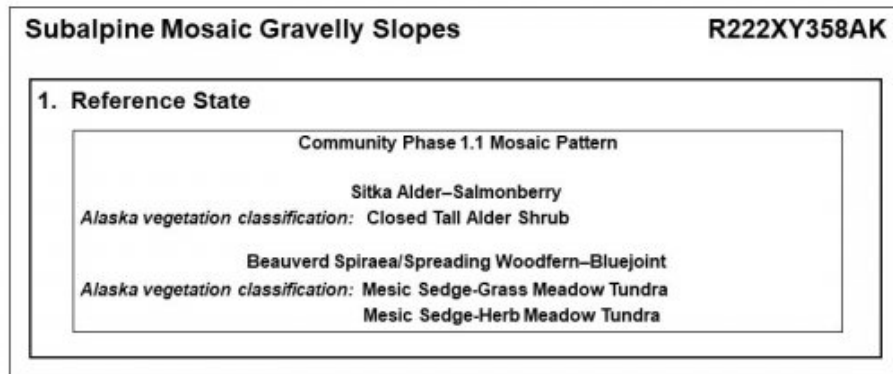 Subalpine Mosaic Gravelly Slopes R222XY358AK
1. Reference State
Community Phase 1.1 Mosaic Pattern
Sitka Alder–Salmonberry
Alaska vegetation classification: Closed Tall Alder Shrub
Beauverd Spiraea/Spreading Woodfern–Bluejoint
Alaska vegetation classification: Mesic Sedge-Grass Meadow Tundra
Mesic Sedge-Herb Meadow Tundra